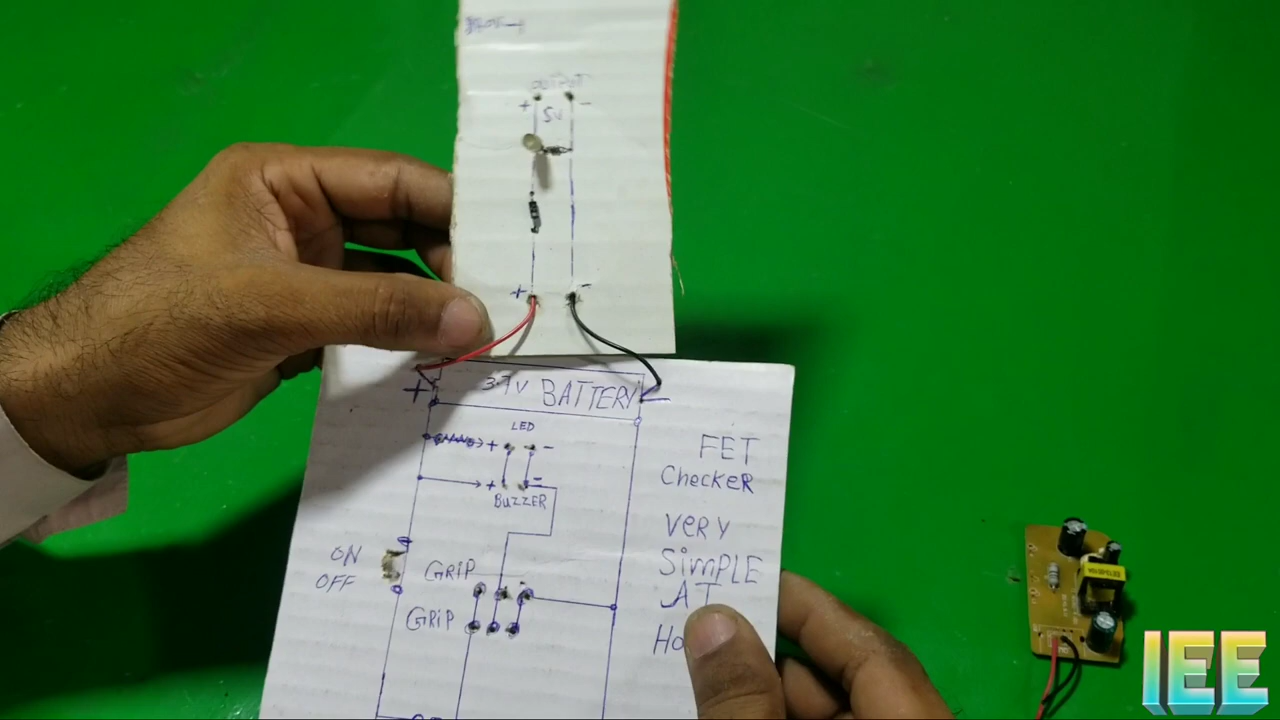 OUTPUT
+ -
5V
+ -
+ 3.7V BATTERY -
LED
+ -
+ -
BUZZER
ON
OFF
GRIP
GRIP
FET
CheckeR
VeRY
SiMPLE
AT
Ho
IEE